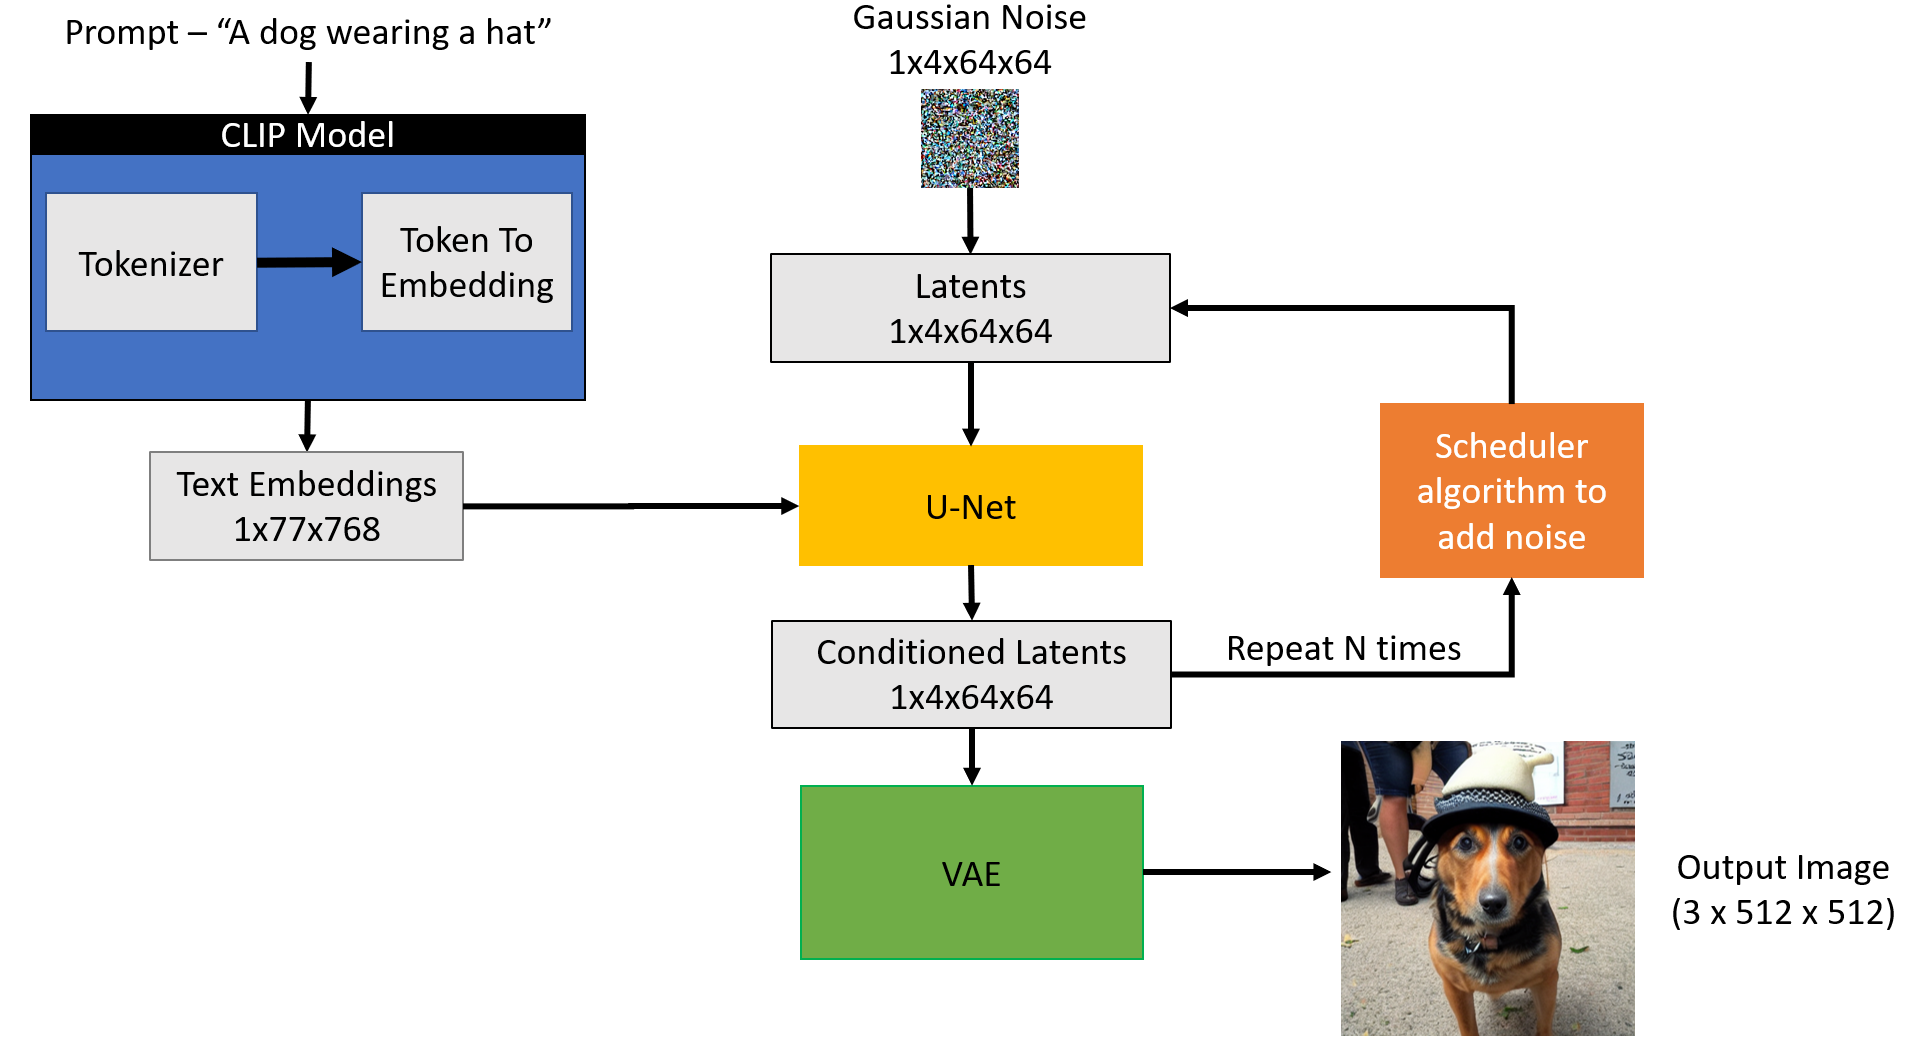 Prompt – “A dog wearing a hat”
CLIP Model
Tokenizer
Token To
Embedding
Text Embeddings
1x77x768
Gaussian Noise
1x4x64x64
Latents
1x4x64x64
U-Net
Conditioned Latents
1x4x64x64
Repeat N times
Scheduler
algorithm to
add noise
VAE
Output Image
(3 x 512 x 512)